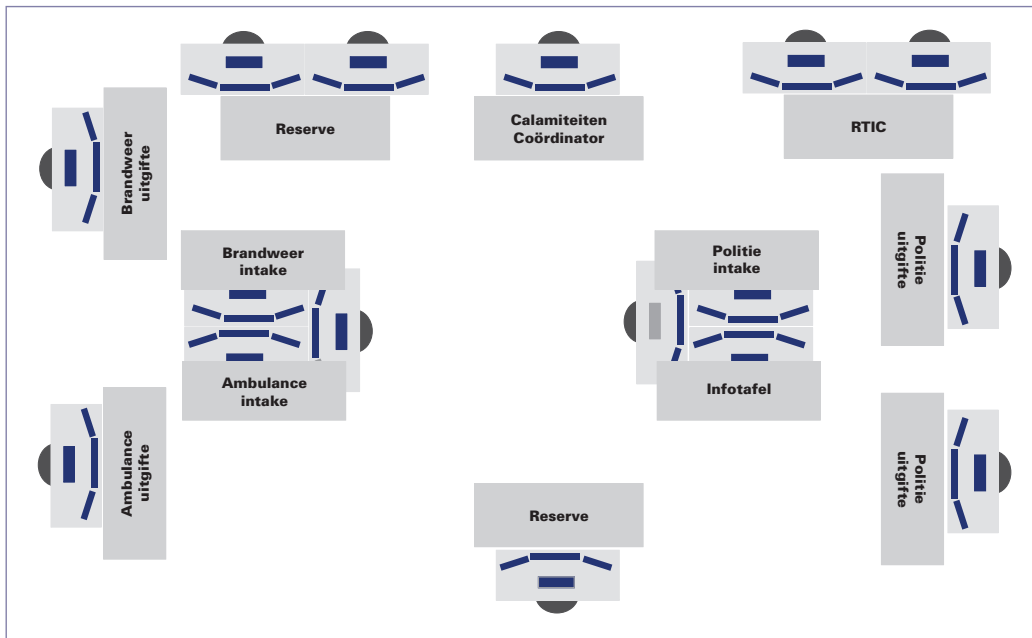 Reserve
Calamiteiten
Coördinator
RTIC
Brandweer
uitgifte
Brandweer
intake
Politie
intake
Politie
uitgifte
Ambulance
intake
Infotafel
Ambulance
uitgifte
Politie
uitgifte
Reserve